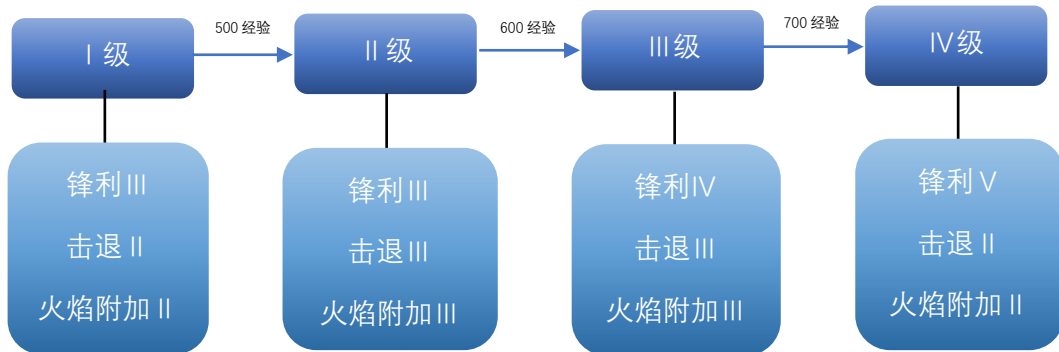 Ⅰ级
500 经验
Ⅱ级
600 经验
Ⅲ级
700 经验
Ⅳ级
锋利Ⅲ
击退Ⅱ
火焰附加Ⅱ
锋利Ⅲ
击退Ⅲ
火焰附加Ⅲ
锋利Ⅳ
击退Ⅲ
火焰附加Ⅲ
锋利Ⅴ
击退Ⅱ
火焰附加Ⅱ